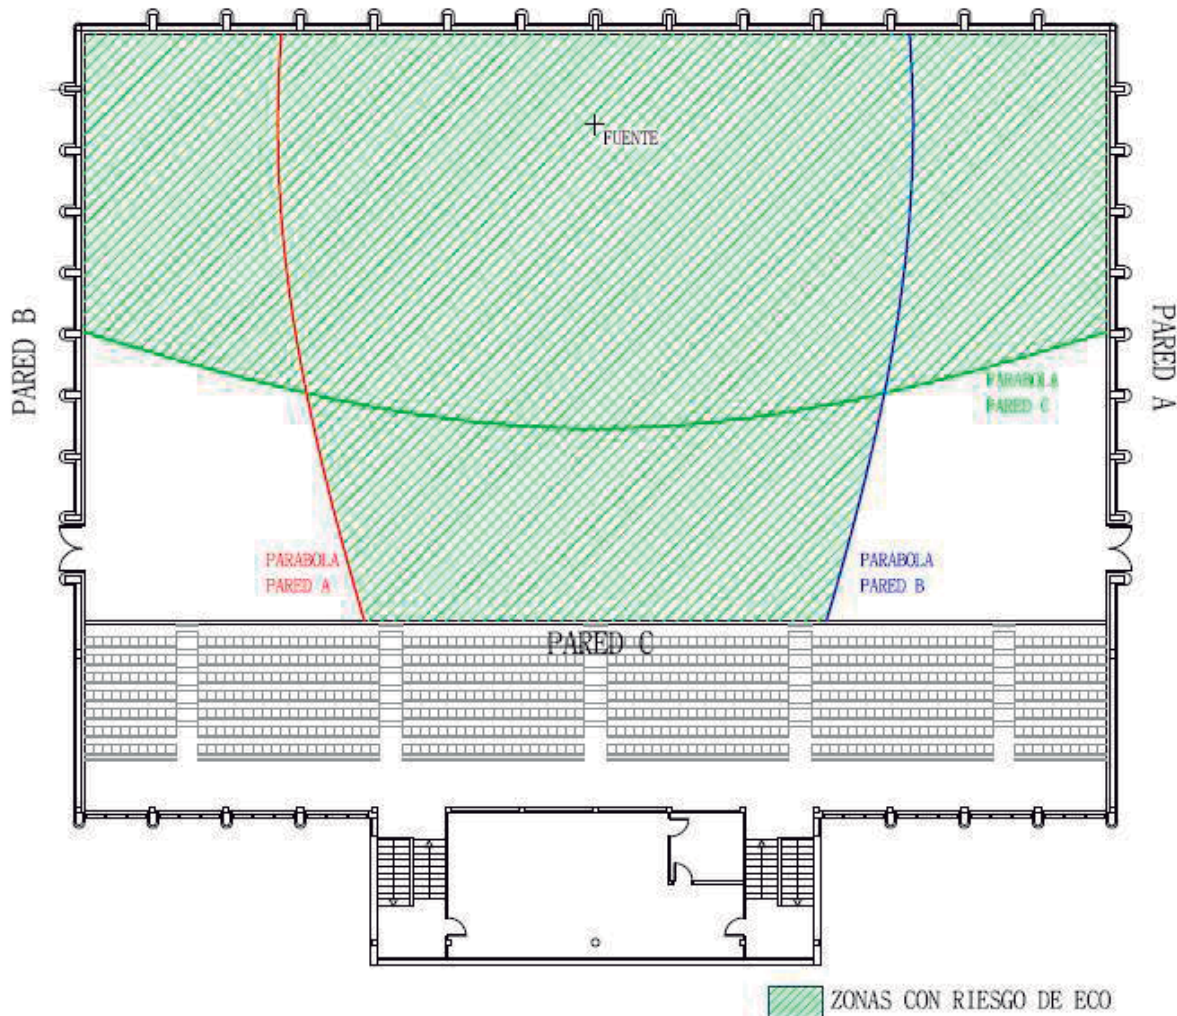 FUENTE
PARED B
PARED A
PARABOLA
PARED C
PARABOLA
PARED A
PARABOLA
PARED B
PARED C
ZONAS CON RIESGO DE ECO